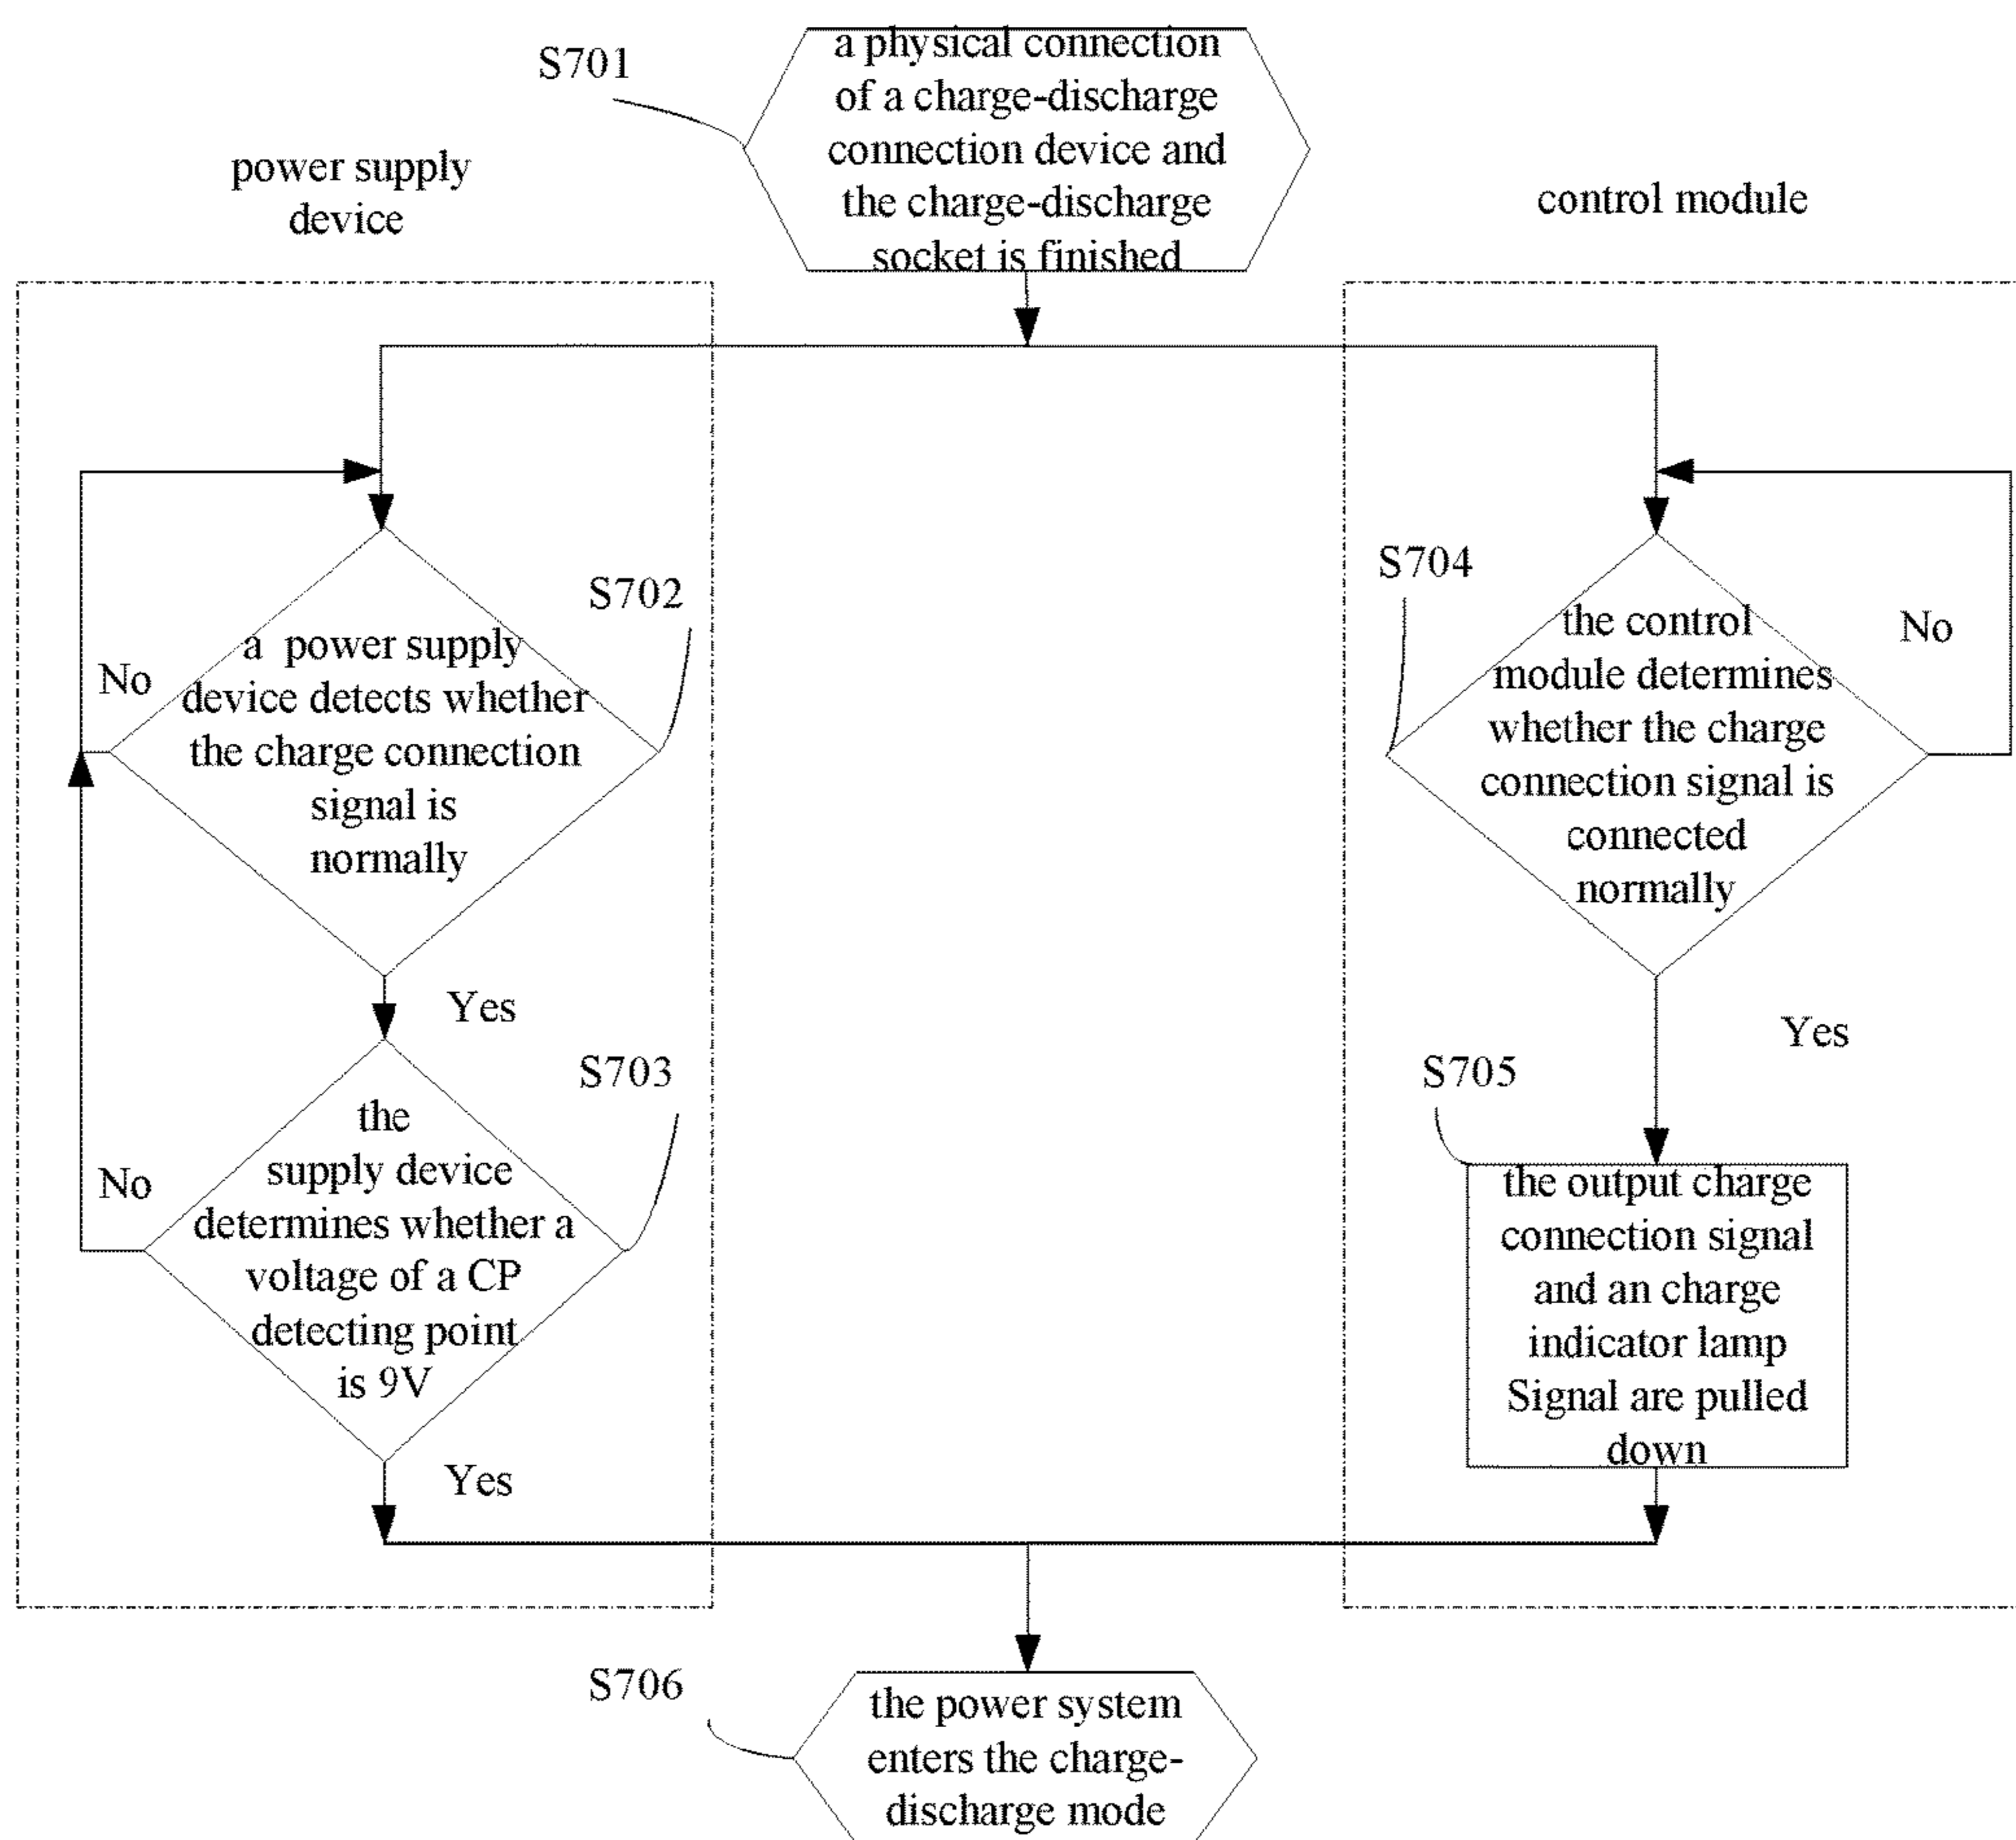 S701
a physical connection
of a charge-discharge
connection device and
the charge-discharge
socket is finished
power supply
device
control module
S702
No
a power supply
device detects whether
the charge connection
signal is
normally
Yes
S703
No
the
supply device
determines whether a
voltage of a CP
detecting point
is 9V
Yes
S704
No
the control
module determines
whether the charge
connection signal is
connected
normally
Yes
S705
the output charge
connection signal
and an charge
indicator lamp
Signal are pulled
down
S706
the power system
enters the charge-
discharge mode